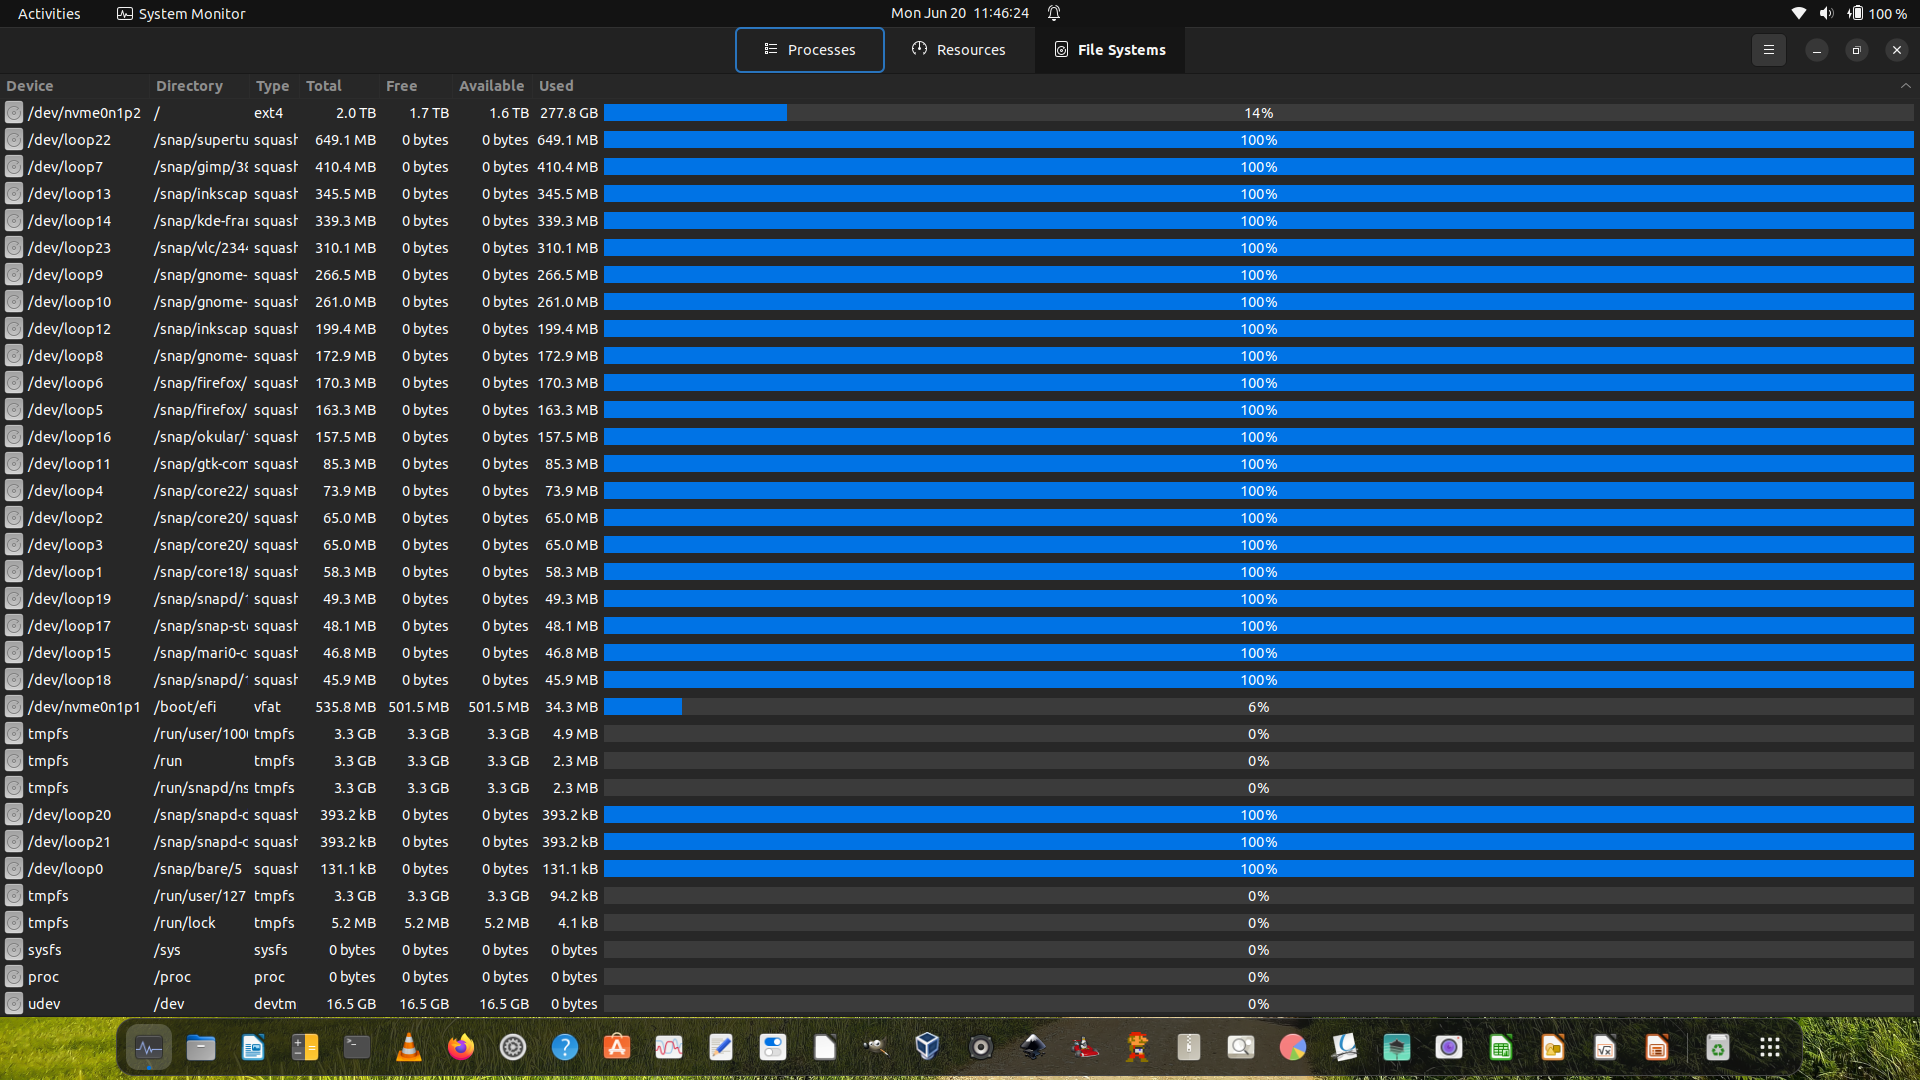 Activities System Monitor Mon Jun 20 11:46:24 100 %
Processes Resources File Systems
Device Directory Type Total Free Available Used
/dev/nvme0n1p2 / ext4 2.0 TB 1.7 TB 1.6 TB 277.8 GB 14%
/dev/loop22 /snap/supertu squash 649.1 MB 0 bytes 0 bytes 649.1 MB 100%
/dev/loop7 /snap/gimp/38 squash 410.4 MB 0 bytes 0 bytes 410.4 MB 100%
/dev/loop13 /snap/inkscap squash 345.5 MB 0 bytes 0 bytes 345.5 MB 100%
/dev/loop14 /snap/kde-fra squash 339.3 MB 0 bytes 0 bytes 339.3 MB 100%
/dev/loop23 /snap/vlc/234 squash 310.1 MB 0 bytes 0 bytes 310.1 MB 100%
/dev/loop9 /snap/gnome- squash 266.5 MB 0 bytes 0 bytes 266.5 MB 100%
/dev/loop10 /snap/gnome- squash 261.0 MB 0 bytes 0 bytes 261.0 MB 100%
/dev/loop12 /snap/inkscap squash 199.4 MB 0 bytes 0 bytes 199.4 MB 100%
/dev/loop8 /snap/gnome- squash 172.9 MB 0 bytes 0 bytes 172.9 MB 100%
/dev/loop6 /snap/firefox/ squash 170.3 MB 0 bytes 0 bytes 170.3 MB 100%
/dev/loop5 /snap/firefox/ squash 163.3 MB 0 bytes 0 bytes 163.3 MB 100%
/dev/loop16 /snap/okular/ squash 157.5 MB 0 bytes 0 bytes 157.5 MB 100%
/dev/loop11 /snap/gtk-com squash 85.3 MB 0 bytes 0 bytes 85.3 MB 100%
/dev/loop4 /snap/core22/ squash 73.9 MB 0 bytes 0 bytes 73.9 MB 100%
/dev/loop2 /snap/core20/ squash 65.0 MB 0 bytes 0 bytes 65.0 MB 100%
/dev/loop3 /snap/core20/ squash 65.0 MB 0 bytes 0 bytes 65.0 MB 100%
/dev/loop1 /snap/core18/ squash 58.3 MB 0 bytes 0 bytes 58.3 MB 100%
/dev/loop19 /snap/snapd/1 squash 49.3 MB 0 bytes 0 bytes 49.3 MB 100%
/dev/loop17 /snap/snap-st squash 48.1 MB 0 bytes 0 bytes 48.1 MB 100%
/dev/loop15 /snap/mari0-c squash 46.8 MB 0 bytes 0 bytes 46.8 MB 100%
/dev/loop18 /snap/snapd/1 squash 45.9 MB 0 bytes 0 bytes 45.9 MB 100%
/dev/nvme0n1p1 /boot/efi vfat 535.8 MB 501.5 MB 501.5 MB 34.3 MB 6%
tmpfs /run/user/100 tmpfs 3.3 GB 3.3 GB 3.3 GB 4.9 MB 0%
tmpfs /run tmpfs 3.3 GB 3.3 GB 3.3 GB 2.3 MB 0%
tmpfs /run/snapd/ns tmpfs 3.3 GB 3.3 GB 3.3 GB 2.3 MB 0%
/dev/loop20 /snap/snapd-c squash 393.2 kB 0 bytes 0 bytes 393.2 kB 100%
/dev/loop21 /snap/snapd-c squash 393.2 kB 0 bytes 0 bytes 393.2 kB 100%
/dev/loop0 /snap/bare/5 squash 131.1 kB 0 bytes 0 bytes 131.1 kB 100%
tmpfs /run/user/127 tmpfs 3.3 GB 3.3 GB 3.3 GB 94.2 kB 0%
tmpfs /run/lock tmpfs 5.2 MB 5.2 MB 5.2 MB 4.1 kB 0%
sysfs /sys sysfs 0 bytes 0 bytes 0 bytes 0 bytes 0%
proc /proc proc 0 bytes 0 bytes 0 bytes 0 bytes 0%
udev /dev devtm 16.5 GB 16.5 GB 16.5 GB 0 bytes 0%